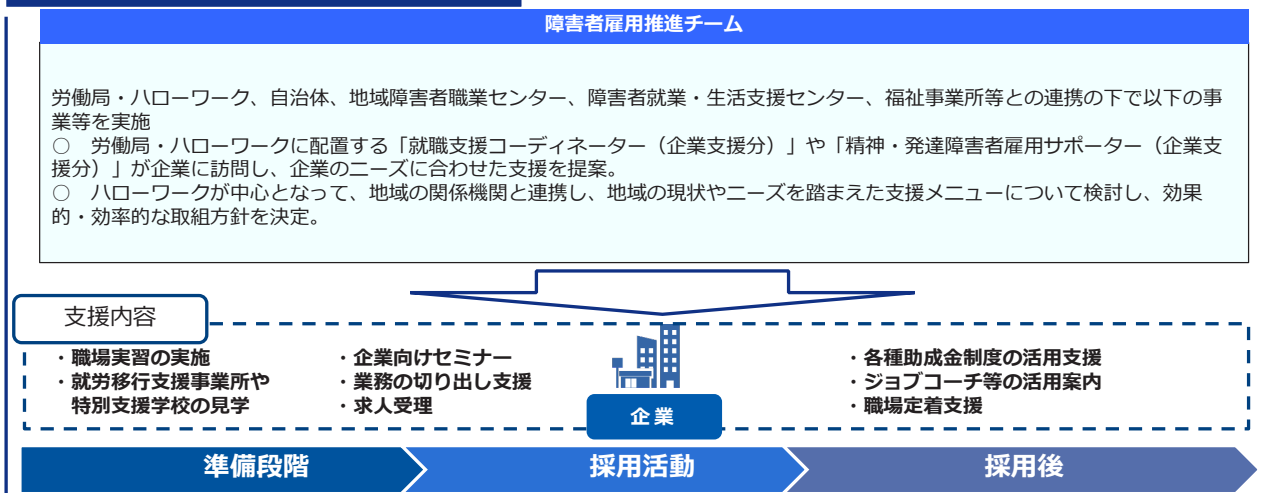 障害者雇用推進チーム
労働局・ハローワーク、自治体、地域障害者職業センター、障害者就業・生活支援センター、福祉事業所等との連携の下で以下の事
業等を実施
○　労働局・ハローワークに配置する「就職支援コーディネーター（企業支援分）」や「精神・発達障害者雇用サポーター（企業支
援分）」が企業に訪問し、企業のニーズに合わせた支援を提案。
○　ハローワークが中心となって、地域の関係機関と連携し、地域の現状やニーズを踏まえた支援メニューについて検討し、効果
的・効率的な取組方針を決定。
支援内容
・職場実習の実施
・就労移行支援事業所や
特別支援学校の見学
・企業向けセミナー
・業務の切り出し支援
・求人受理
企業
・各種助成金制度の活用支援
・ジョブコーチ等の活用案内
・職場定着支援
準備段階
採用活動
採用後